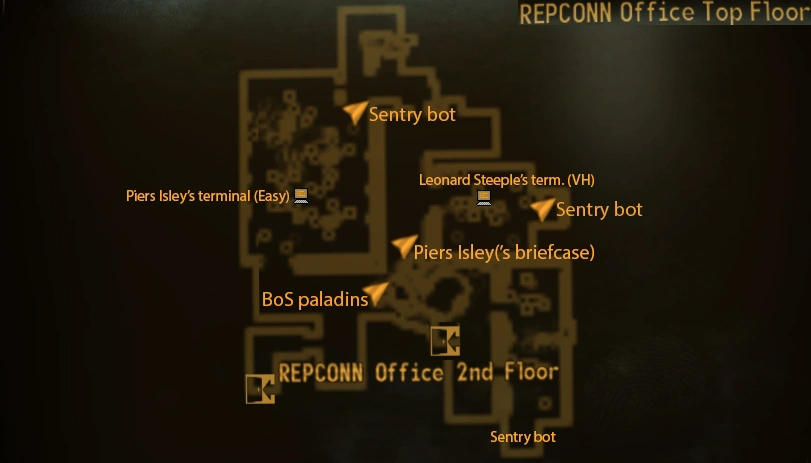 REPCONN Office Top Floor
Sentry bot
Leonard Steeple's term. (VH)
Piers Isley's terminal (Easy)
Sentry bot
Piers Isley('s briefcase)
BoS paladins
REPCONN Office 2nd Floor
Sentry bot